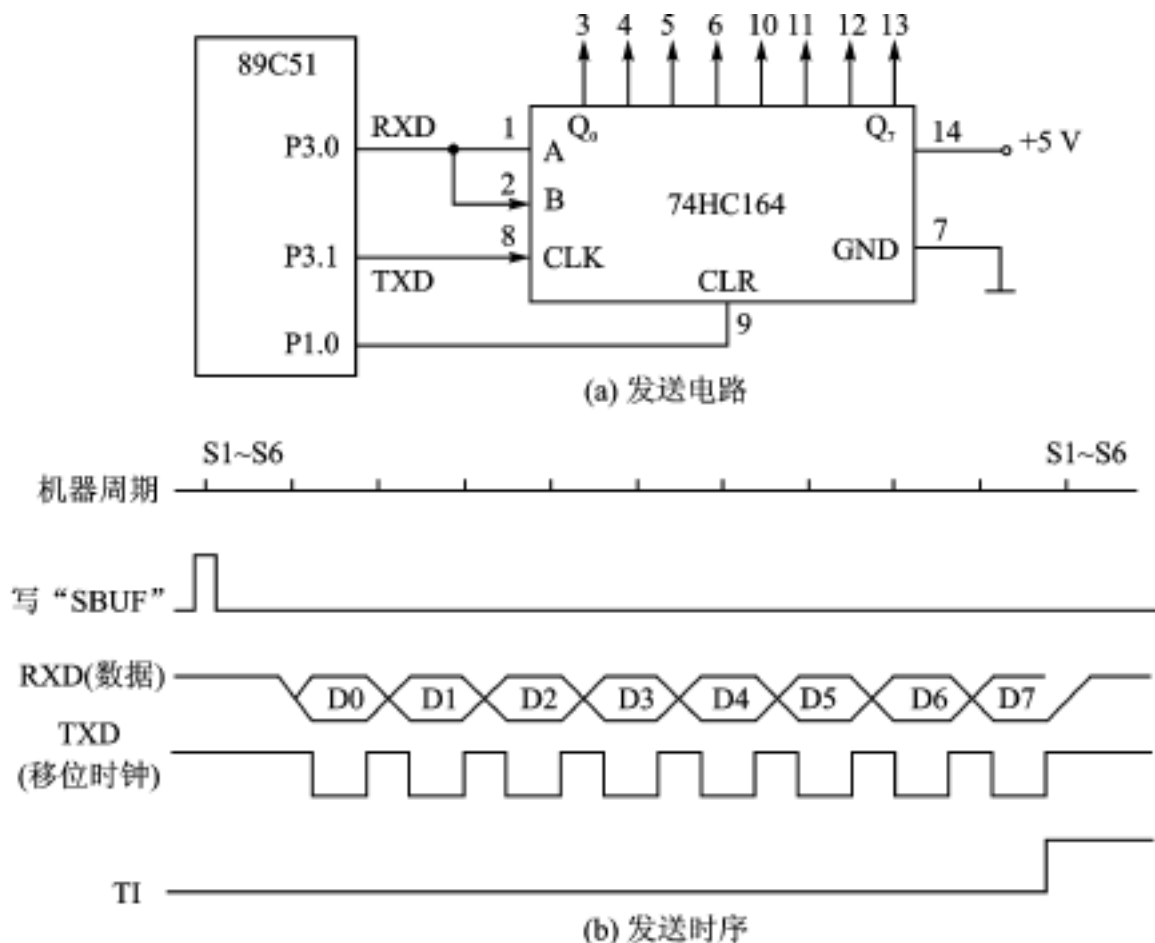 3 4 5 6 10 11 12 13
89C51
RXD 1 Q₀ Q₇ 14 +5 V
P3.0 A
2 B 74HC164
8 7
P3.1 CLK GND
TXD CLR
P1.0 9
(a) 发送电路
S1~S6 S1~S6
机器周期
写“SBUF”
RXD(数据) D0 D1 D2 D3 D4 D5 D6 D7
TXD
(移位时钟)
TI
(b) 发送时序